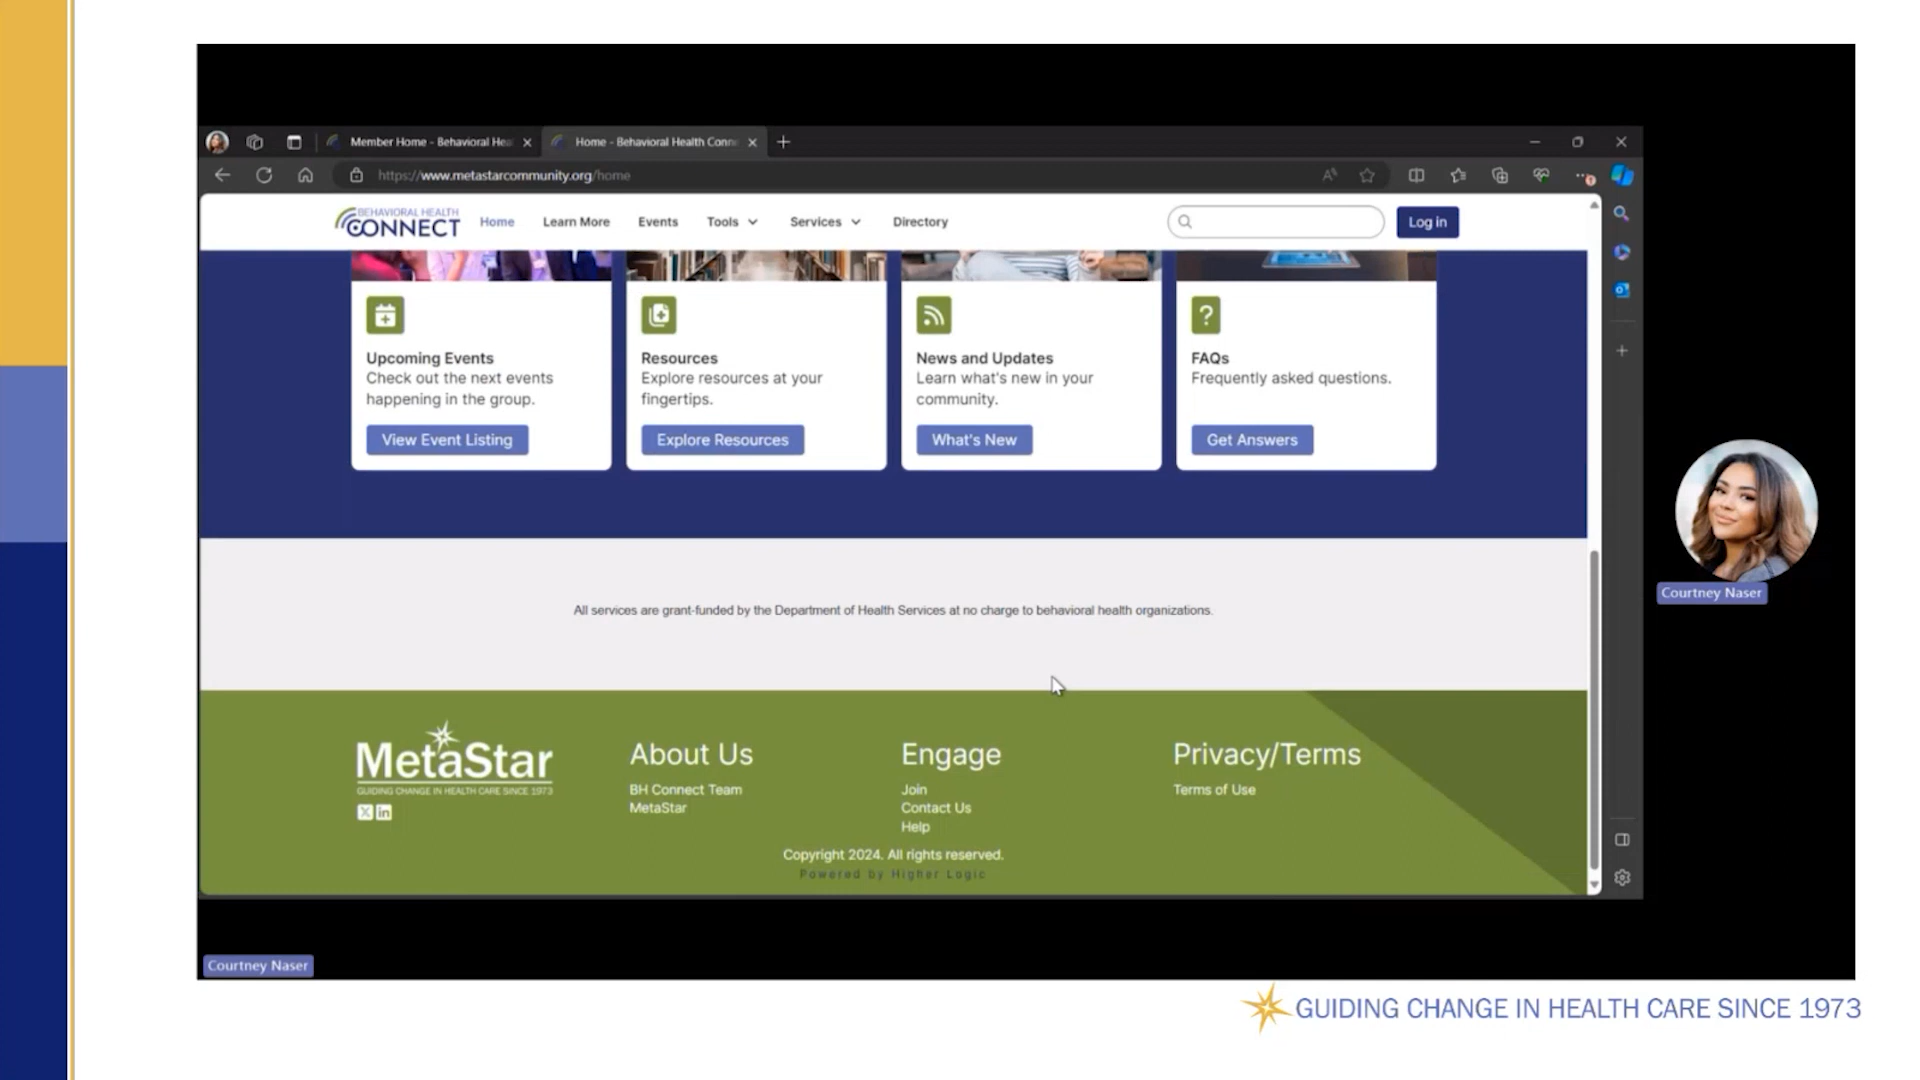 Member Home - Behavioral Hea
Home - Behavioral Health Conn
https://www.metastarcommunity.org/home
BEHAVIORAL HEALTH
CONNECT
Home
Learn More
Events
Tools
Services
Directory
Log in
Upcoming Events
Check out the next events
happening in the group.
View Event Listing
Resources
Explore resources at your
fingertips.
Explore Resources
News and Updates
Learn what's new in your
community.
What's New
FAQs
Frequently asked questions.
Get Answers
Courtney Naser
All services are grant-funded by the Department of Health Services at no charge to behavioral health organizations.
MetaStar
GUIDING CHANGE IN HEALTH CARE SINCE 1973
About Us
BH Connect Team
MetaStar
Engage
Join
Contact Us
Help
Privacy/Terms
Terms of Use
Copyright 2024. All rights reserved.
Powered by Higher Logic
Courtney Naser
GUIDING CHANGE IN HEALTH CARE SINCE 1973